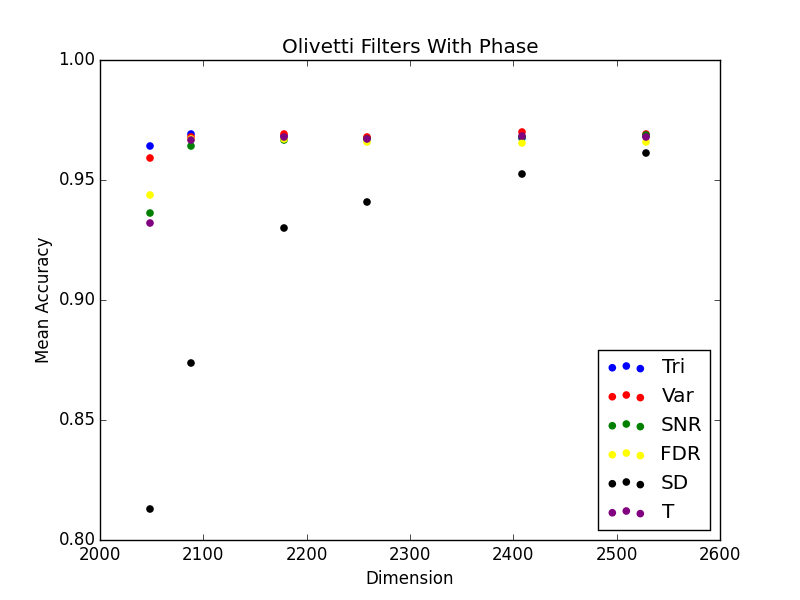 Olivetti Filters With Phase
1.00
0.95
0.90
0.85
0.80
Mean Accuracy
Tri
Var
SNR
FDR
SD
T
2000 2100 2200 2300 2400 2500 2600
Dimension